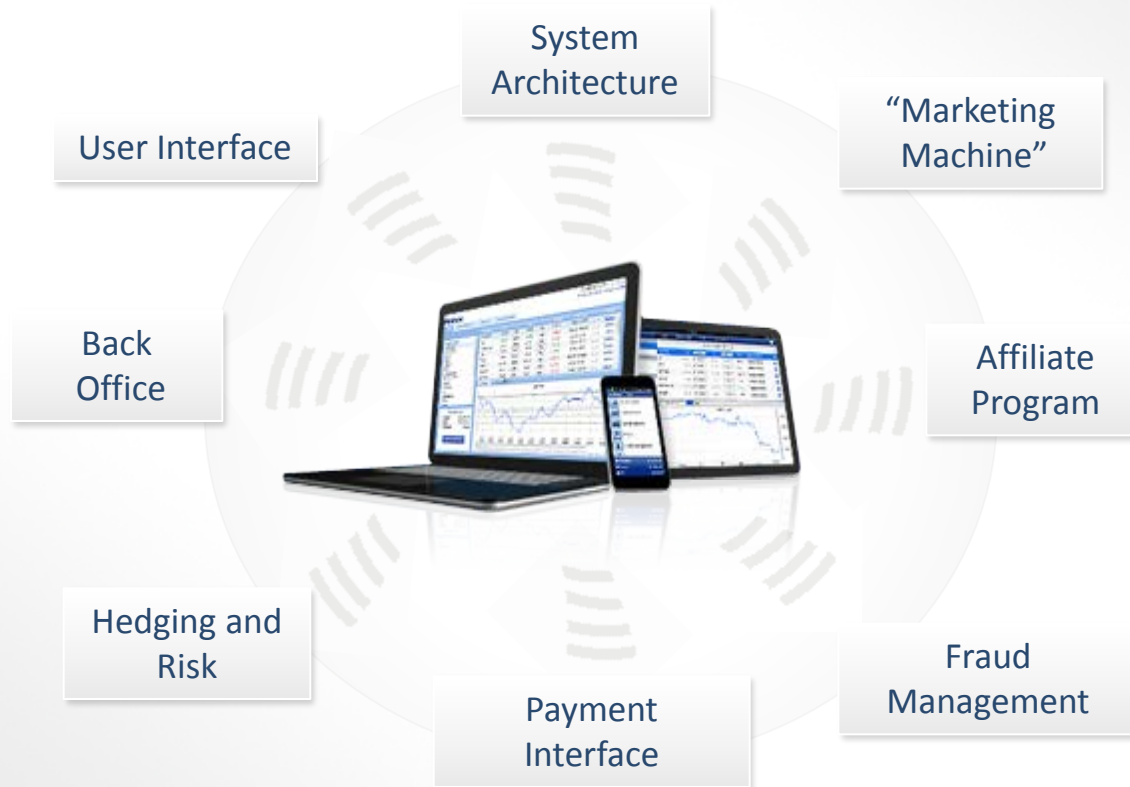 System
Architecture
“Marketing
Machine”
User Interface
Back
Office
Affiliate
Program
Hedging and
Risk
Fraud
Management
Payment
Interface